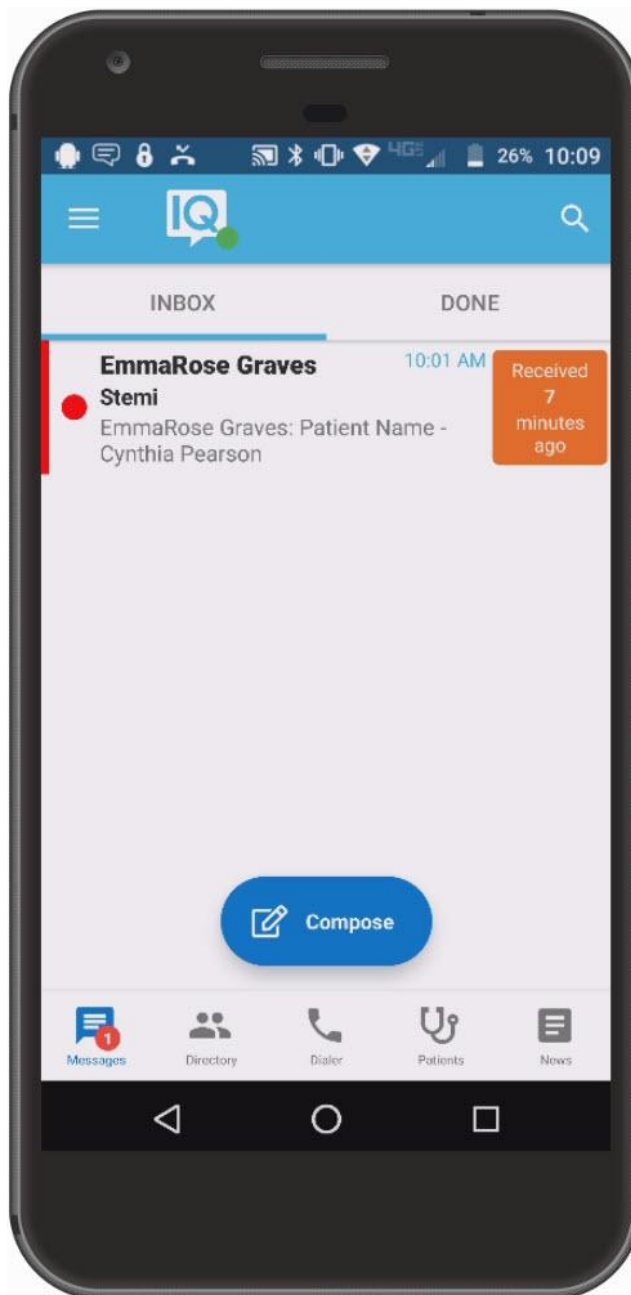 26% 10:09
IQ
INBOX DONE
EmmaRose Graves 10:01 AM
Stemi
EmmaRose Graves: Patient Name -
Cynthia Pearson
Received
7
minutes
ago
Compose
1
Messages Directory Dialer Patients News